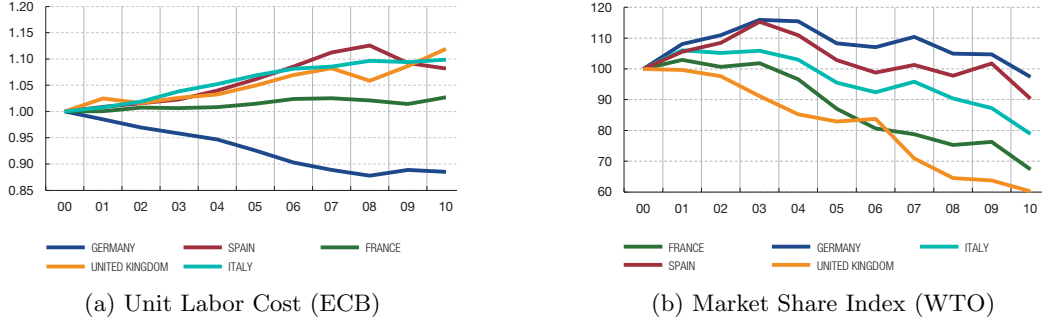 1.20
1.15
1.10
1.05
1.00
0.95
0.90
0.85
00 01 02 03 04 05 06 07 08 09 10
GERMANY SPAIN FRANCE
UNITED KINGDOM ITALY
(a) Unit Labor Cost (ECB)
120
110
100
90
80
70
60
00 01 02 03 04 05 06 07 08 09 10
FRANCE GERMANY ITALY
SPAIN UNITED KINGDOM
(b) Market Share Index (WTO)